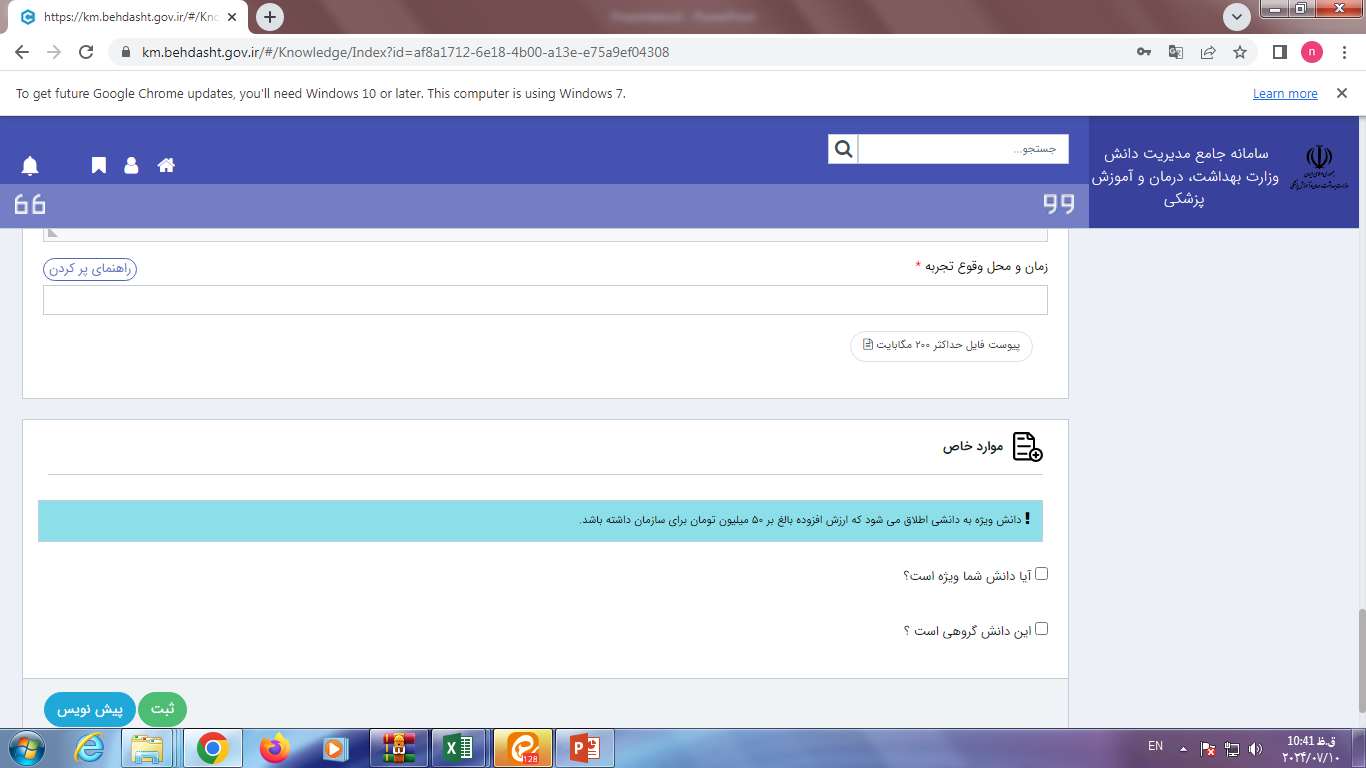 https://km.behdasht.gov.ir/#/Kno
km.behdasht.gov.ir/#/Knowledge/Index?id=af8a1712-6e18-4b00-a13e-e75a9ef04308
n
To get future Google Chrome updates, you'll need Windows 10 or later. This computer is using Windows 7.
Learn more
سامانه جامع مدیریت دانش
وزارت بهداشت، درمان و آموزش
پزشکی
جستجو...
زمان و محل وقوع تجربه *
راهنمای پر کردن
پیوست فایل حداکثر ۲۰۰ مگابایت
موارد خاص
! دانش ویژه به دانشی اطلاق می شود که ارزش افزوده بالغ بر ۵۰ میلیون تومان برای سازمان داشته باشد.
آیا دانش شما ویژه است؟
این دانش گروهی است ؟
ثبت
پیش نویس
128
EN
10:41 ق.ظ
۲۰۲۴/۰۷/۱۰